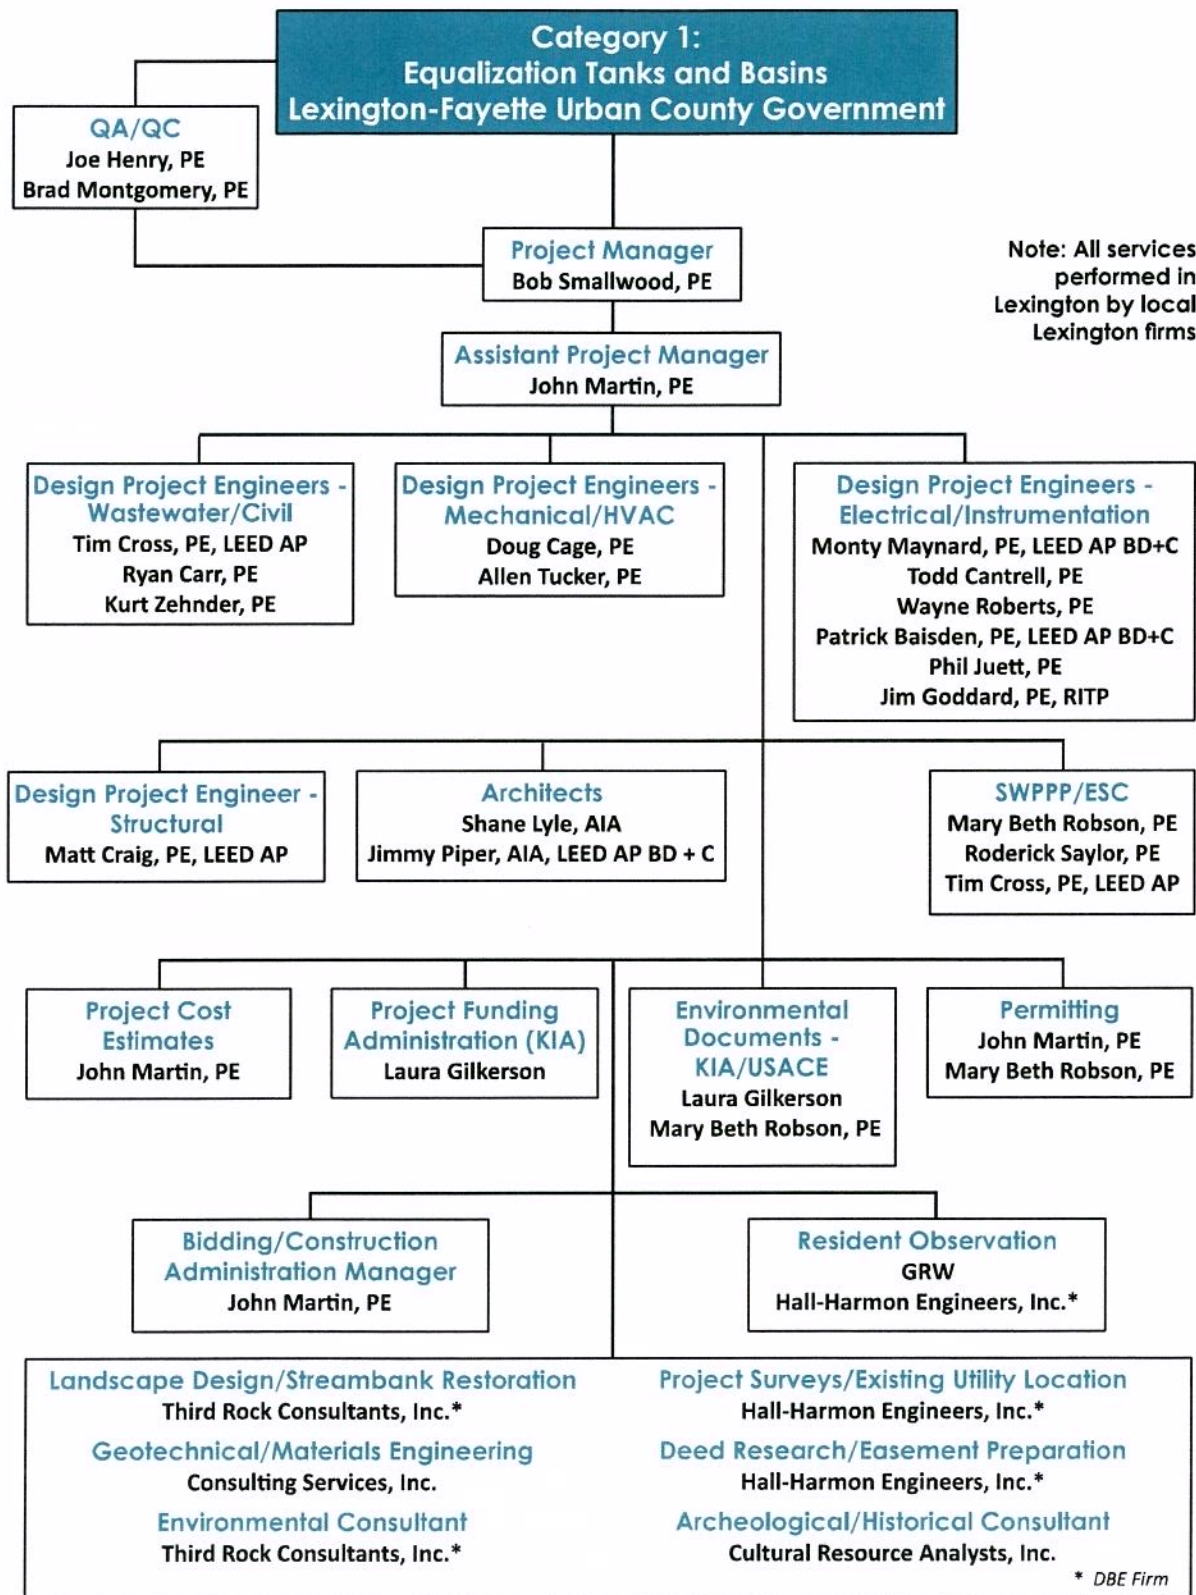 Category 1:
Equalization Tanks and Basins
Lexington-Fayette Urban County Government
QA/QC
Joe Henry, PE
Brad Montgomery, PE
Project Manager
Bob Smallwood, PE
Note: All services
performed in
Lexington by local
Lexington firms
Assistant Project Manager
John Martin, PE
Design Project Engineers -
Wastewater/Civil
Tim Cross, PE, LEED AP
Ryan Carr, PE
Kurt Zehnder, PE
Design Project Engineers -
Mechanical/HVAC
Doug Cage, PE
Allen Tucker, PE
Design Project Engineers -
Electrical/Instrumentation
Monty Maynard, PE, LEED AP BD+C
Todd Cantrell, PE
Wayne Roberts, PE
Patrick Baisden, PE, LEED AP BD+C
Phil Juett, PE
Jim Goddard, PE, RITP
Design Project Engineer -
Structural
Matt Craig, PE, LEED AP
Architects
Shane Lyle, AIA
Jimmy Piper, AIA, LEED AP BD + C
SWPPP/ESC
Mary Beth Robson, PE
Roderick Saylor, PE
Tim Cross, PE, LEED AP
Project Cost
Estimates
John Martin, PE
Project Funding
Administration (KIA)
Laura Gilkerson
Environmental
Documents -
KIA/USACE
Laura Gilkerson
Mary Beth Robson, PE
Permitting
John Martin, PE
Mary Beth Robson, PE
Bidding/Construction
Administration Manager
John Martin, PE
Resident Observation
GRW
Hall-Harmon Engineers, Inc.*
Landscape Design/Streambank Restoration
Third Rock Consultants, Inc.*
Geotechnical/Materials Engineering
Consulting Services, Inc.
Environmental Consultant
Third Rock Consultants, Inc.*
Project Surveys/Existing Utility Location
Hall-Harmon Engineers, Inc.*
Deed Research/Easement Preparation
Hall-Harmon Engineers, Inc.*
Archeological/Historical Consultant
Cultural Resource Analysts, Inc.
* DBE Firm